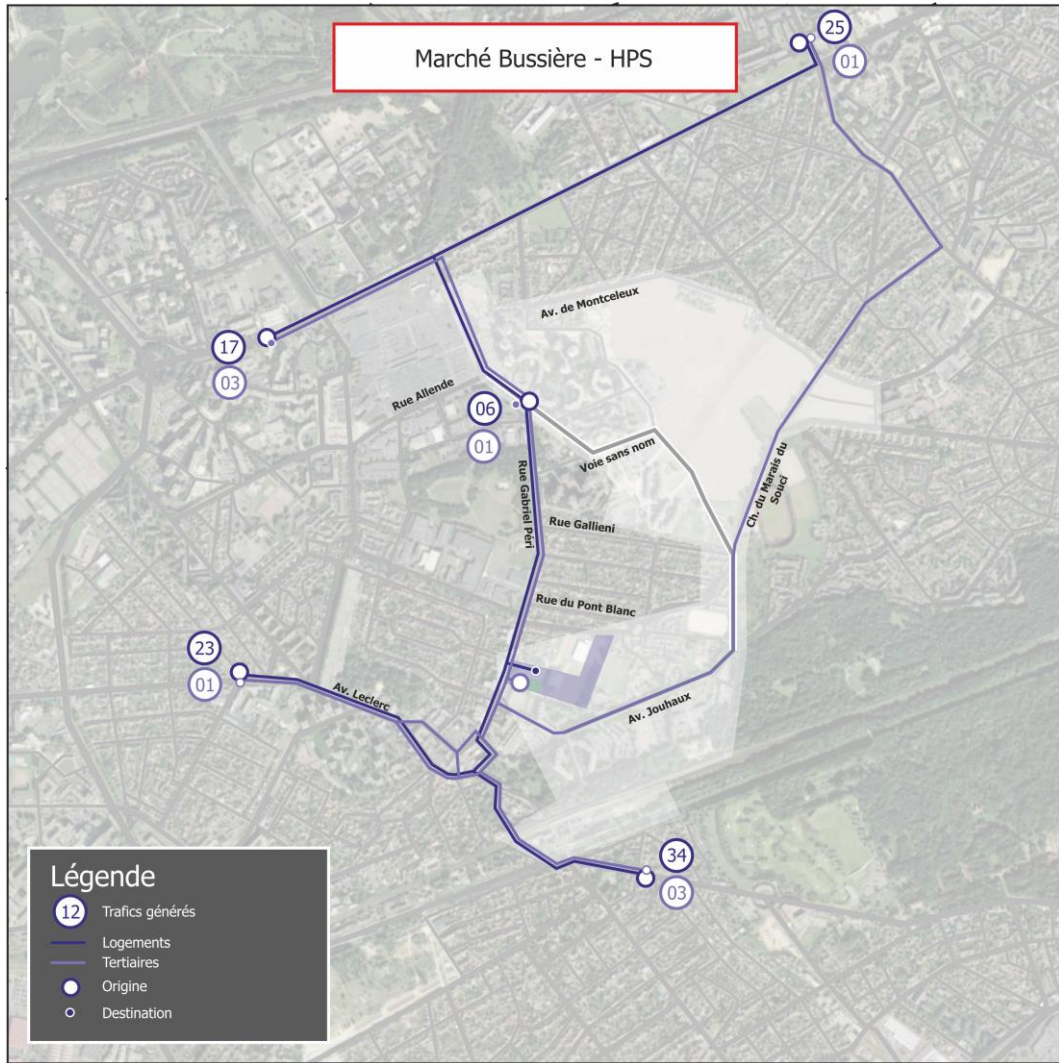 Marché Bussière - HPS
25
01
Av. de Montceleux
17
03
Rue Allende
06
01
Voie sans nom
Rue Gabriel Péri
Ch. du Marais du
Souci
Rue Gallieni
Rue du Pont Blanc
23
01
Av. Leclerc
Av. Jouhaux
34
03
Légende
12 Trafics générés
Logements
Tertiaires
Origine
Destination